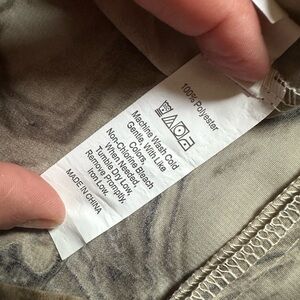 100% Polyester
Machine Wash Cold
Gentle, With Like
Colors,
Non-Chlorine Bleach
When Needed,
Tumble Dry Low,
Remove Promptly,
Iron Low.
MADE IN CHINA